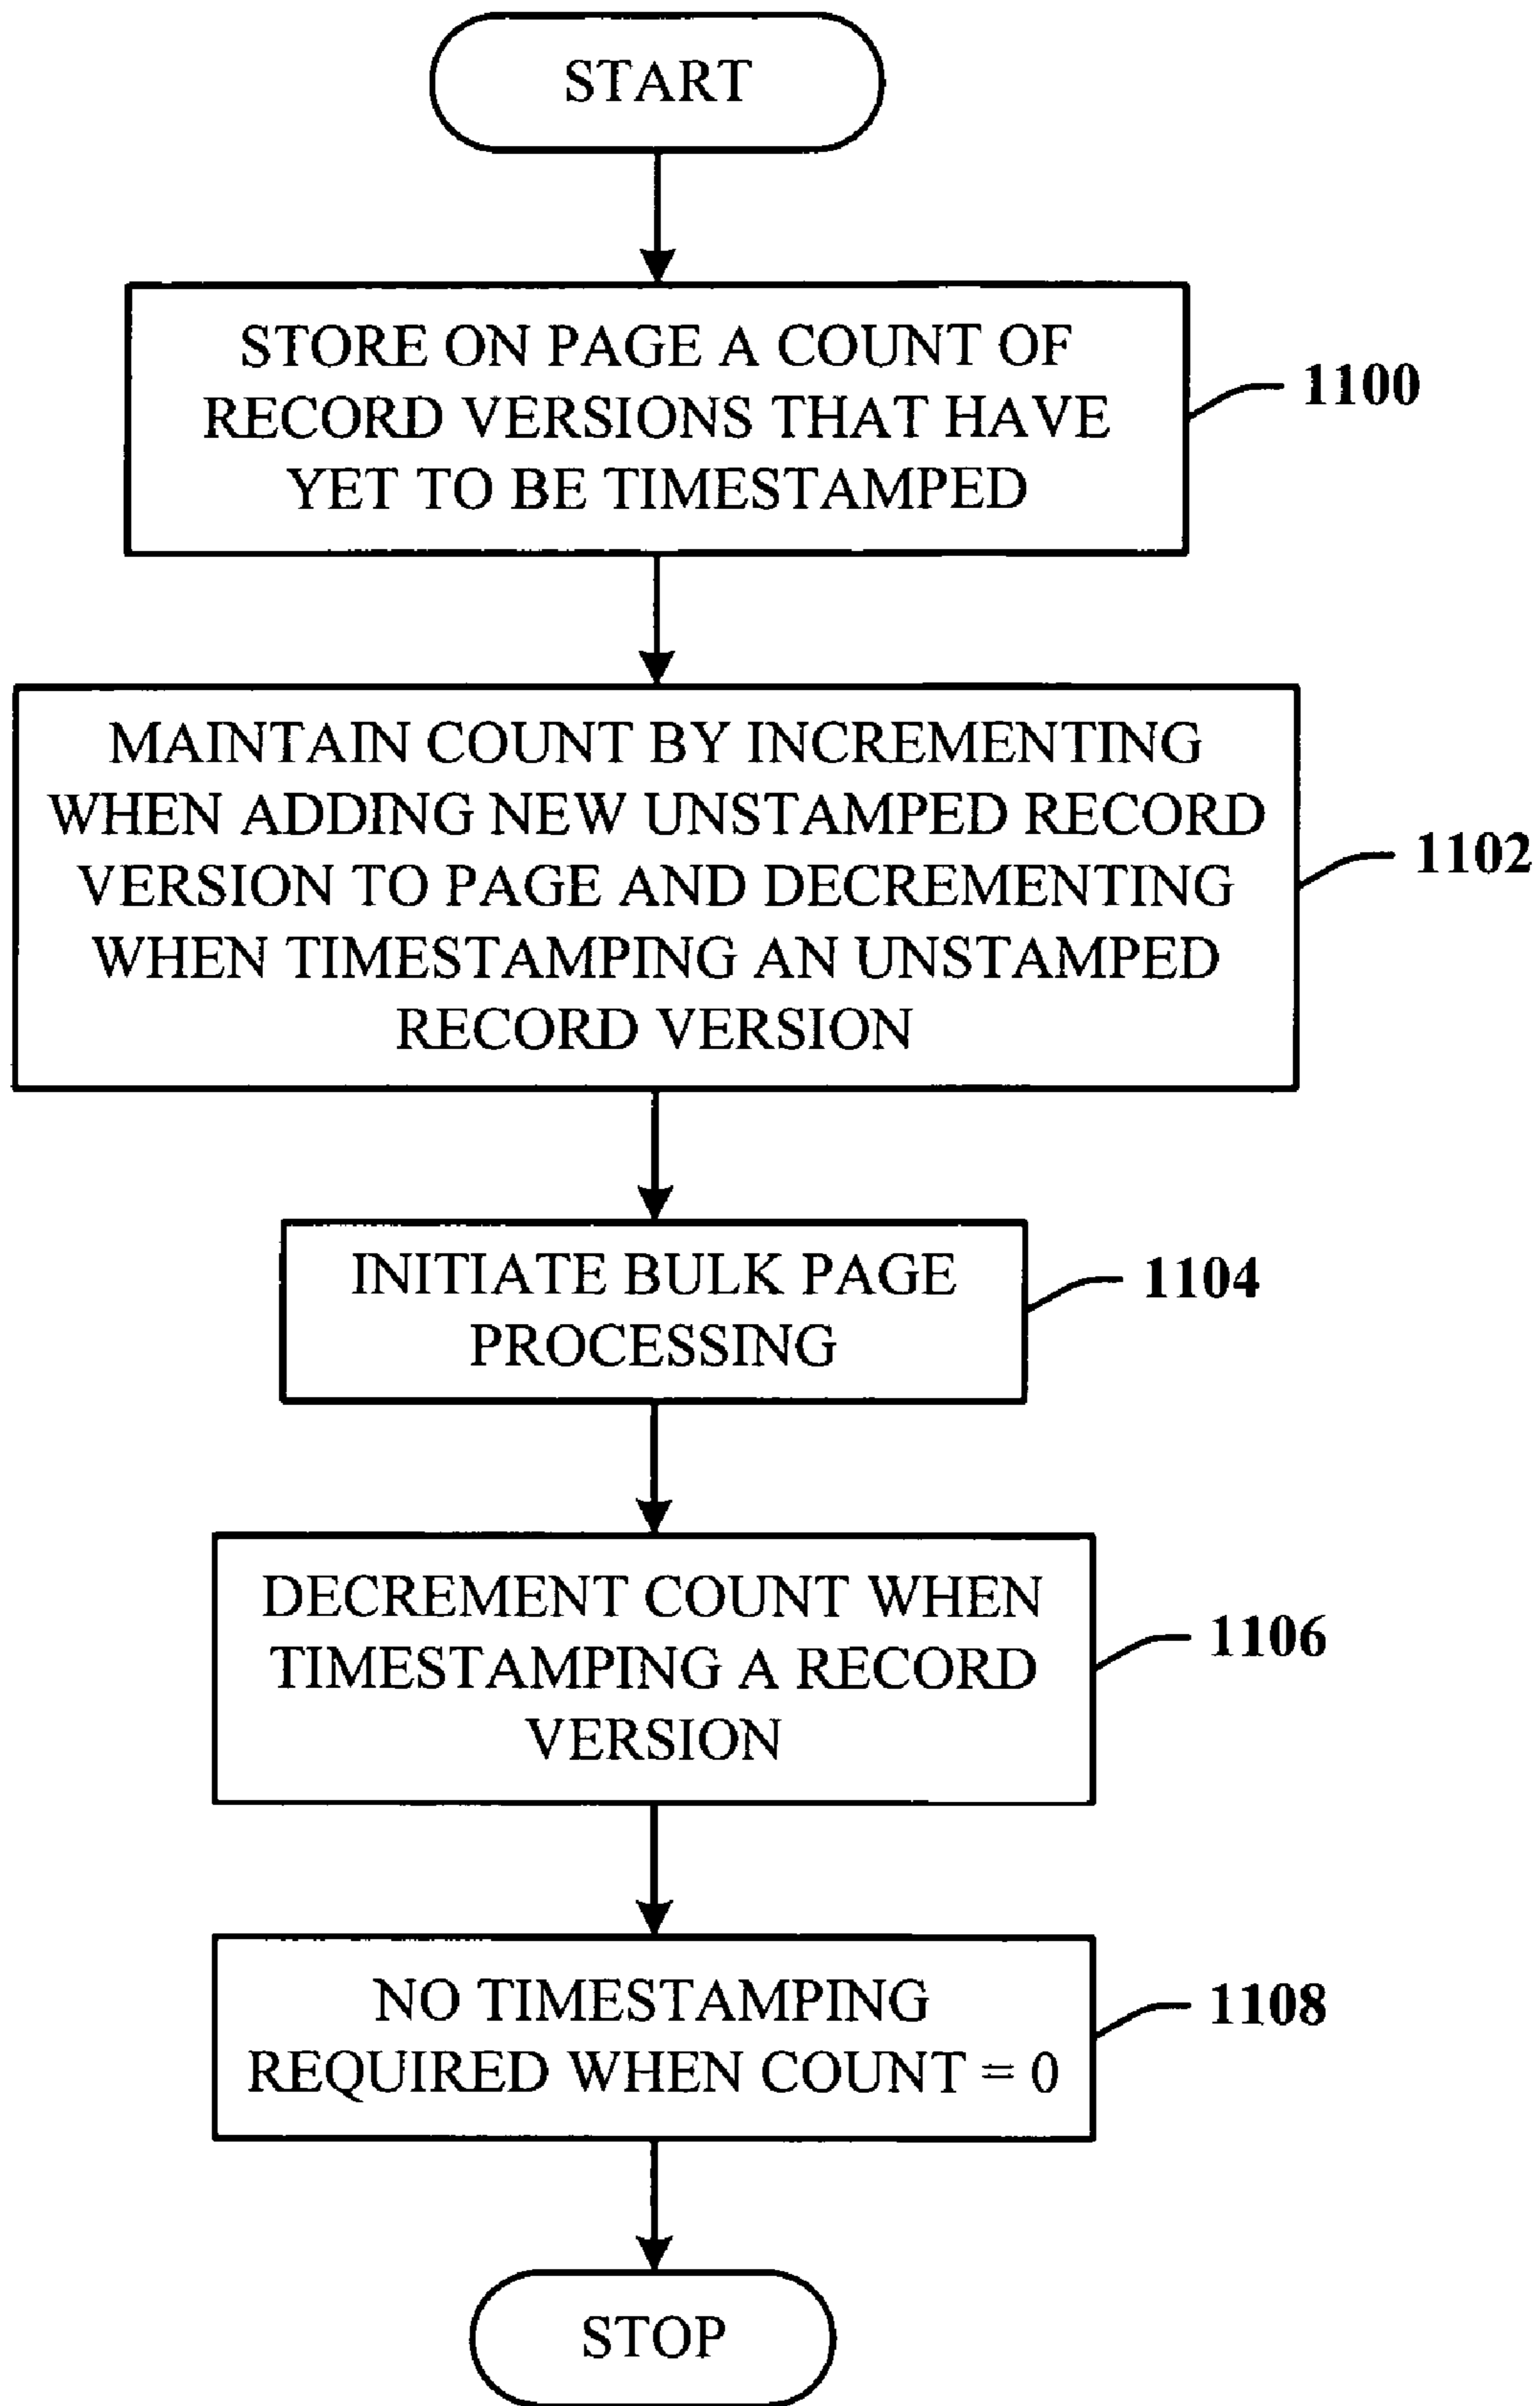 START
STORE ON PAGE A COUNT OF
RECORD VERSIONS THAT HAVE
YET TO BE TIMESTAMPED
1100
MAINTAIN COUNT BY INCREMENTING
WHEN ADDING NEW UNSTAMPED RECORD
VERSION TO PAGE AND DECREMENTING
WHEN TIMESTAMPING AN UNSTAMPED
RECORD VERSION
1102
INITIATE BULK PAGE
PROCESSING
1104
DECREMENT COUNT WHEN
TIMESTAMPING A RECORD
VERSION
1106
NO TIMESTAMPING
REQUIRED WHEN COUNT = 0
1108
STOP